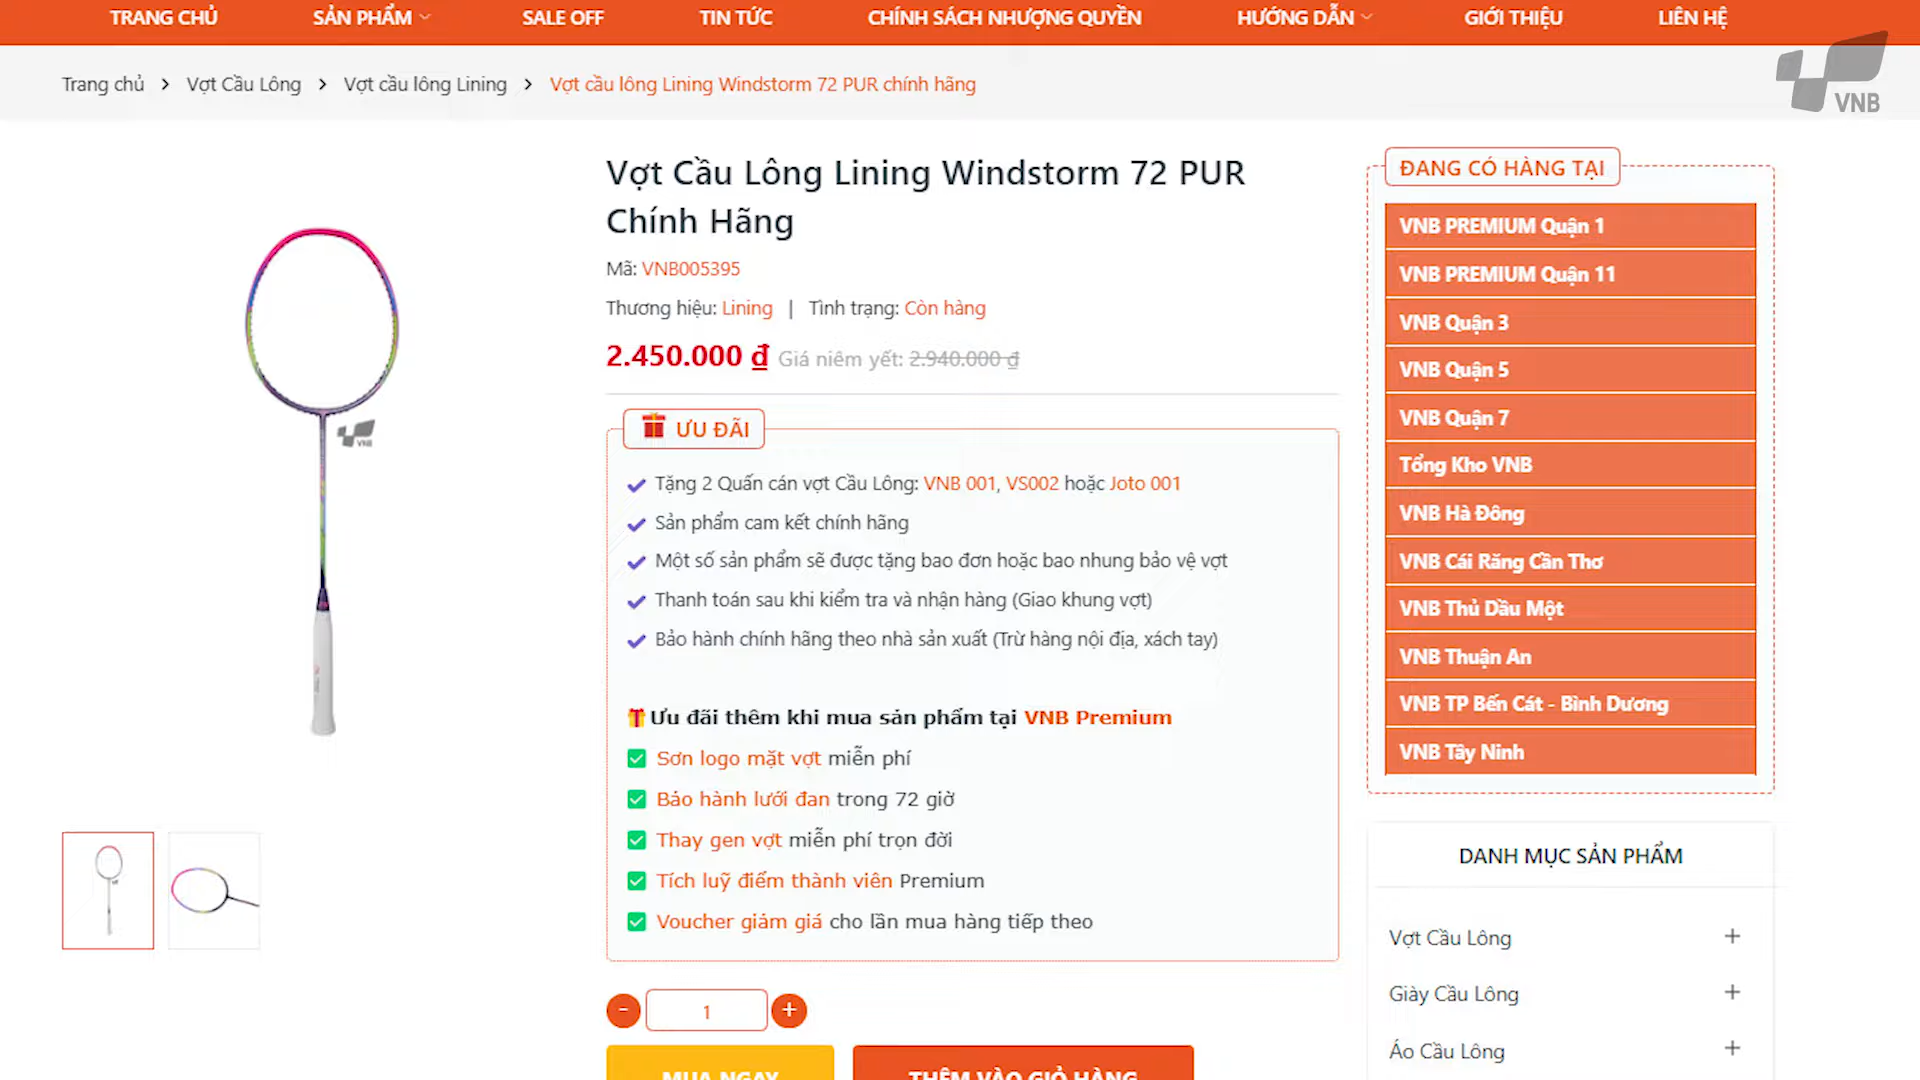 TRANG CHỦ SẢN PHẨM SALE OFF TIN TỨC CHÍNH SÁCH NHƯỢNG QUYỀN HƯỚNG DẪN GIỚI THIỆU LIÊN HỆ
VNB
Trang chủ > Vợt Cầu Lông > Vợt cầu lông Lining > Vợt cầu lông Lining Windstorm 72 PUR chính hãng
Vợt Cầu Lông Lining Windstorm 72 PUR
Chính Hãng
Mã: VNB005395
Thương hiệu: Lining | Tình trạng: Còn hàng
2.450.000 ₫ Giá niêm yết: 2.940.000 ₫
ƯU ĐÃI
Tặng 2 Quấn cán vợt Cầu Lông: VNB 001, VS002 hoặc Joto 001
Sản phẩm cam kết chính hãng
Một số sản phẩm sẽ được tặng bao đơn hoặc bao nhung bảo vệ vợt
Thanh toán sau khi kiểm tra và nhận hàng (Giao khung vợt)
Bảo hành chính hãng theo nhà sản xuất (Trừ hàng nội địa, xách tay)
Ưu đãi thêm khi mua sản phẩm tại VNB Premium
Sơn logo mặt vợt miễn phí
Bảo hành lưới đan trong 72 giờ
Thay gen vợt miễn phí trọn đời
Tích luỹ điểm thành viên Premium
Voucher giảm giá cho lần mua hàng tiếp theo
- 1 +
MUA NGAY THÊM VÀO GIỎ HÀNG
VNB
ĐANG CÓ HÀNG TẠI
VNB PREMIUM Quận 1
VNB PREMIUM Quận 11
VNB Quận 3
VNB Quận 5
VNB Quận 7
Tổng Kho VNB
VNB Hà Đông
VNB Cái Răng Cần Thơ
VNB Thủ Dầu Một
VNB Thuận An
VNB TP Bến Cát - Bình Dương
VNB Tây Ninh
DANH MỤC SẢN PHẨM
Vợt Cầu Lông +
Giày Cầu Lông +
Áo Cầu Lông +